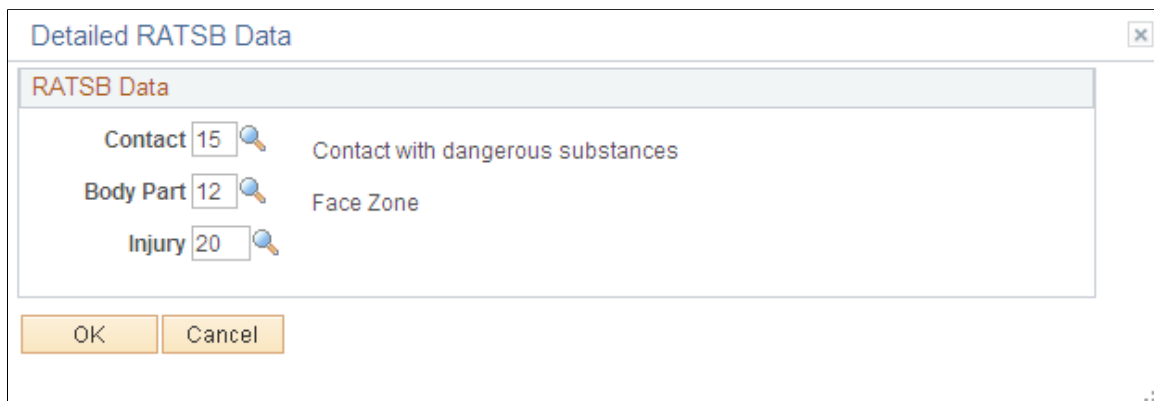 Detailed RATSB Data
RATSB Data
Contact 15 Contact with dangerous substances
Body Part 12 Face Zone
Injury 20
OK Cancel